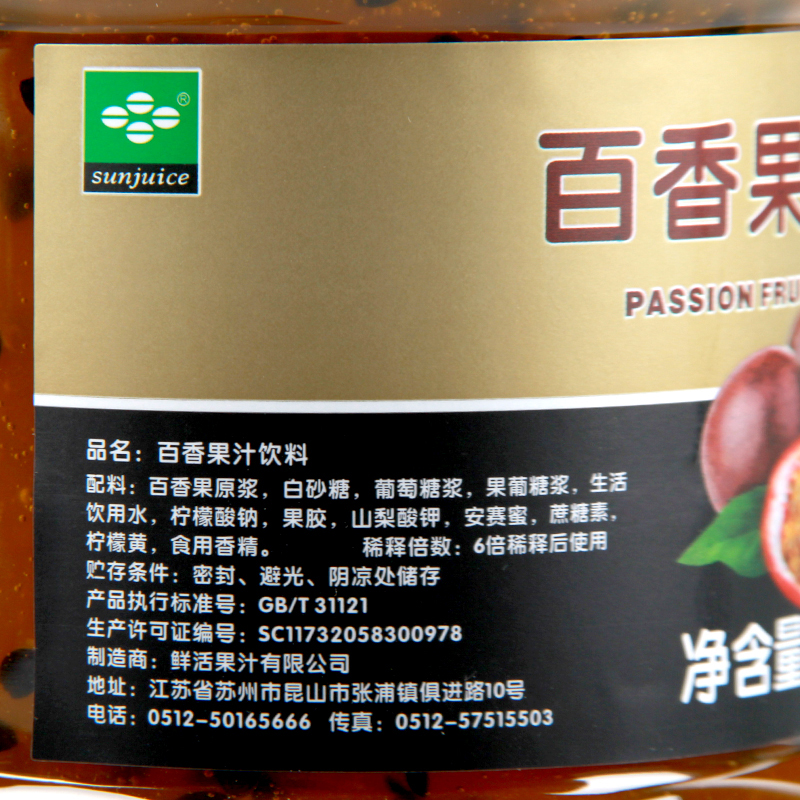 ®
sunjuice
百香果
PASSION FRU
品名：百香果汁饮料
配料：百香果原浆，白砂糖，葡萄糖浆，果葡糖浆，生活
饮用水，柠檬酸钠，果胶，山梨酸钾，安赛蜜，蔗糖素，
柠檬黄，食用香精。 稀释倍数：6倍稀释后使用
贮存条件：密封、避光、阴凉处储存
产品执行标准号：GB/T 31121
生产许可证编号：SC11732058300978
制造商：鲜活果汁有限公司
地址：江苏省苏州市昆山市张浦镇俱进路10号
电话：0512-50165666 传真：0512-57515503
净含量